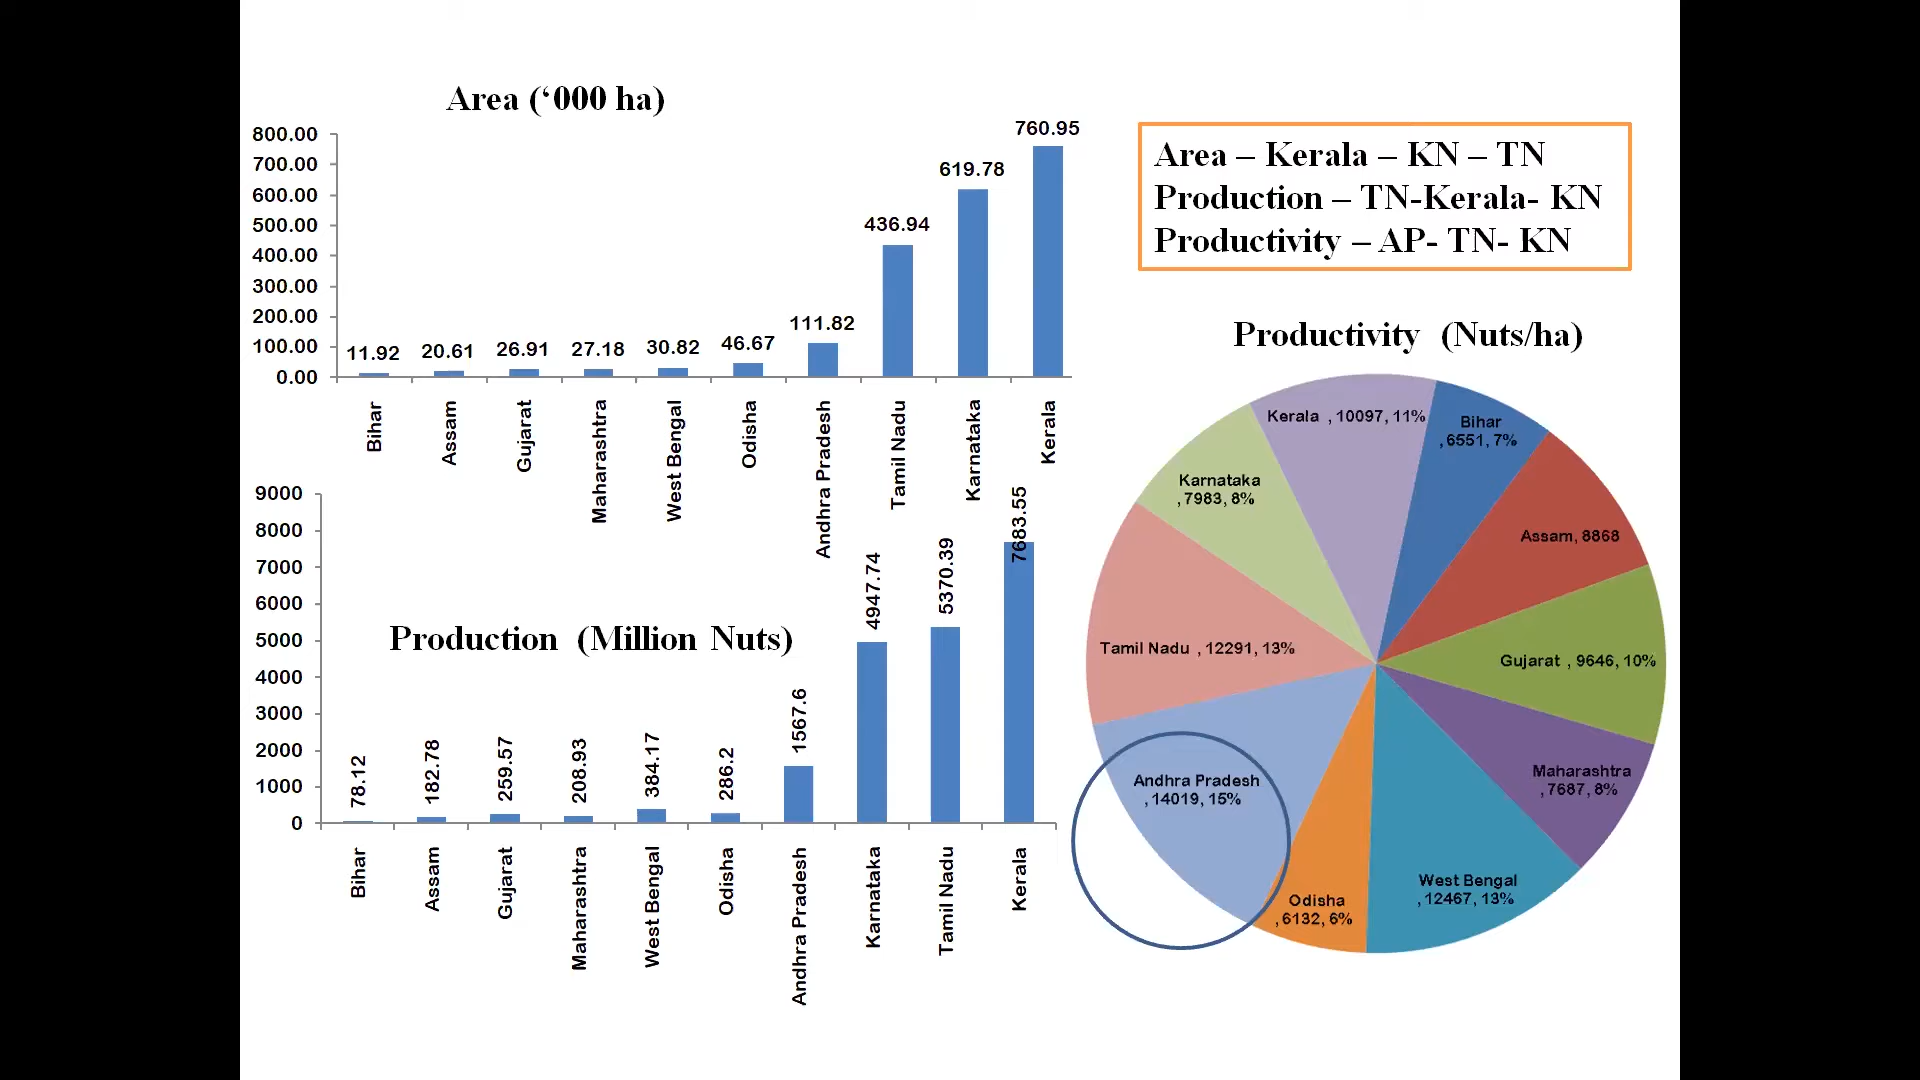 Area (‘000 ha)
800.00
700.00
600.00
500.00
400.00
300.00
200.00
100.00
0.00
11.92
20.61
26.91
27.18
30.82
46.67
111.82
436.94
619.78
760.95
Bihar
Assam
Gujarat
Maharashtra
West Bengal
Odisha
Andhra Pradesh
Tamil Nadu
Karnataka
Kerala
Production (Million Nuts)
9000
8000
7000
6000
5000
4000
3000
2000
1000
0
78.12
182.78
259.57
208.93
384.17
286.2
1567.6
4947.74
5370.39
7683.55
Bihar
Assam
Gujarat
Maharashtra
West Bengal
Odisha
Andhra Pradesh
Karnataka
Tamil Nadu
Kerala
Area – Kerala – KN – TN
Production – TN-Kerala- KN
Productivity – AP- TN- KN
Productivity (Nuts/ha)
Kerala , 10097, 11%
Bihar
, 6551, 7%
Assam, 8868
Gujarat , 9646, 10%
Maharashtra
, 7687, 8%
West Bengal
, 12467, 13%
Odisha
, 6132, 6%
Andhra Pradesh
, 14019, 15%
Tamil Nadu , 12291, 13%
Karnataka
, 7983, 8%